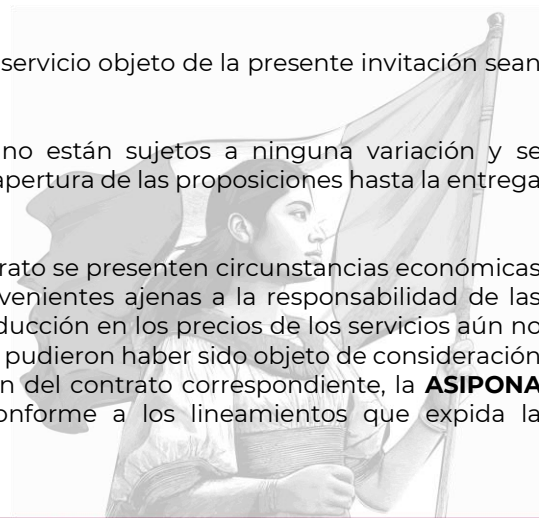 servicio objeto de la presente invitación sean
no están sujetos a ninguna variación y se
apertura de las proposiciones hasta la entrega
rato se presenten circunstancias económicas
venientes ajenas a la responsabilidad de las
ducción en los precios de los servicios aún no
pudieron haber sido objeto de consideración
n del contrato correspondiente, la ASIPONA
onforme a los lineamientos que expida la